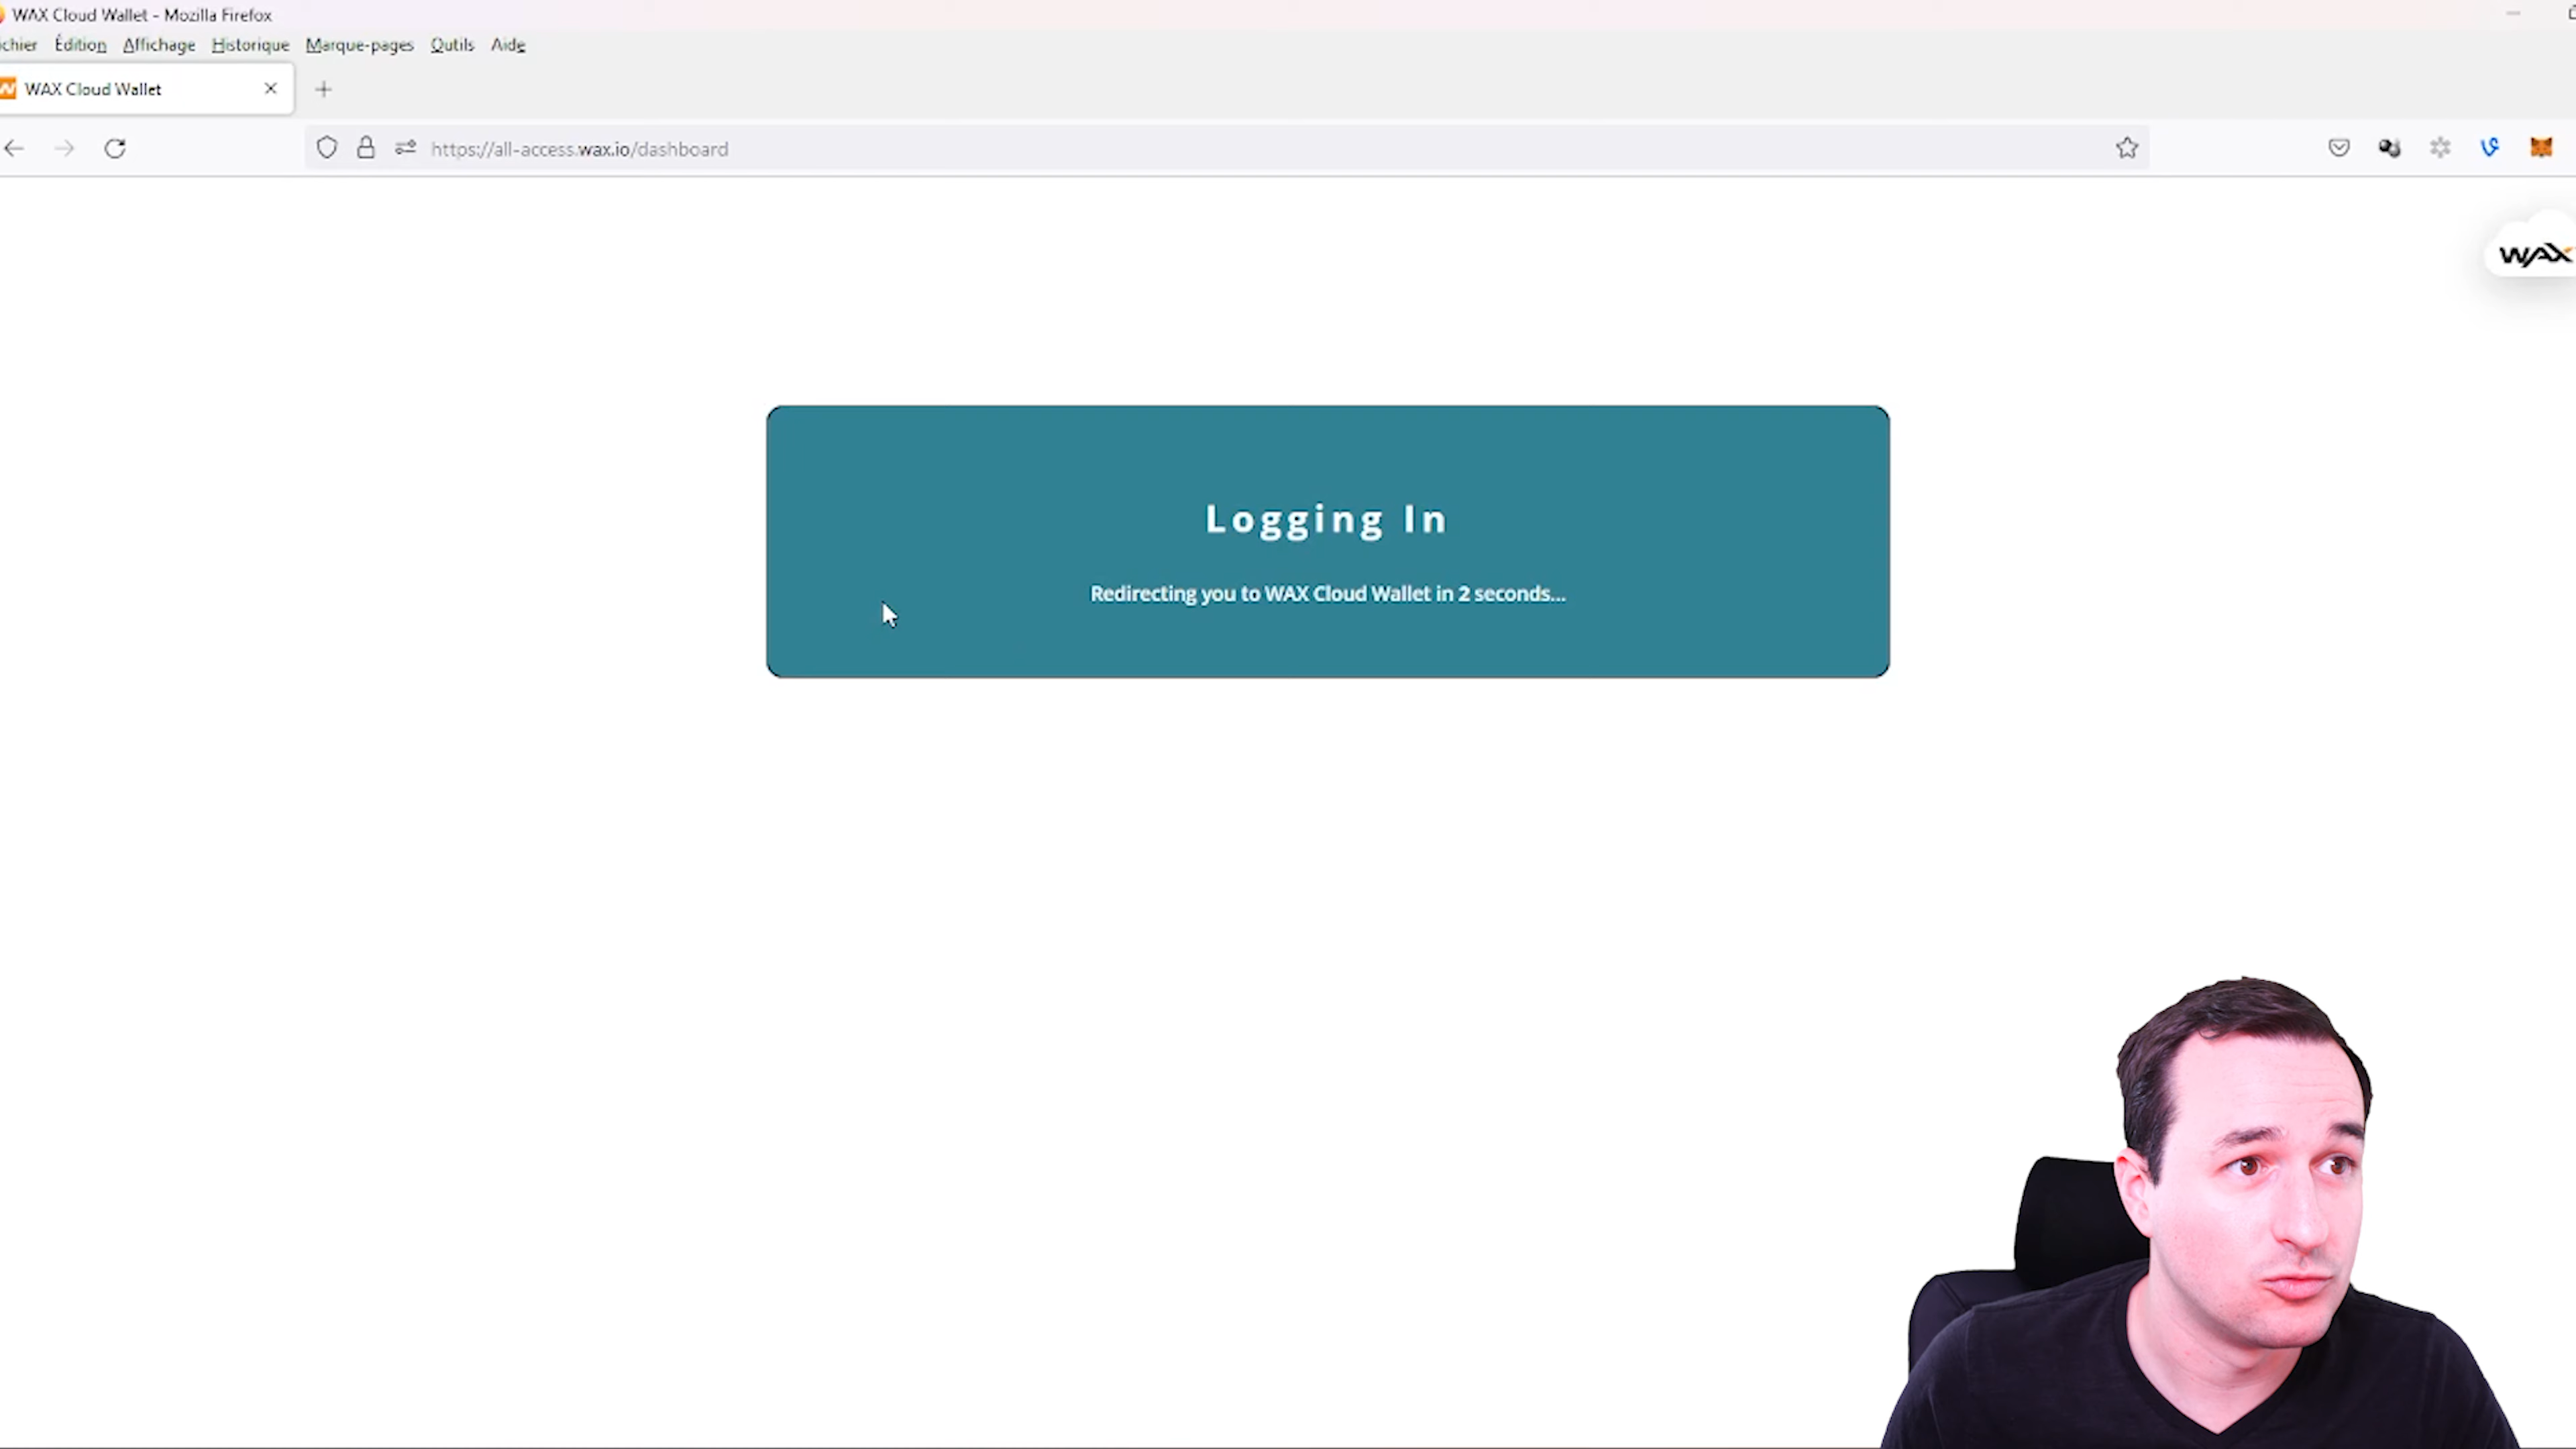 WAX Cloud Wallet - Mozilla Firefox
ichier Édition Affichage Historique Marque-pages Outils Aide
WAX Cloud Wallet
https://all-access.wax.io/dashboard
WAX
Logging In
Redirecting you to WAX Cloud Wallet in 2 seconds...